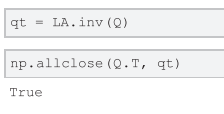 qt = LA.inv(Q)
np.allclose(Q.T, qt)
True